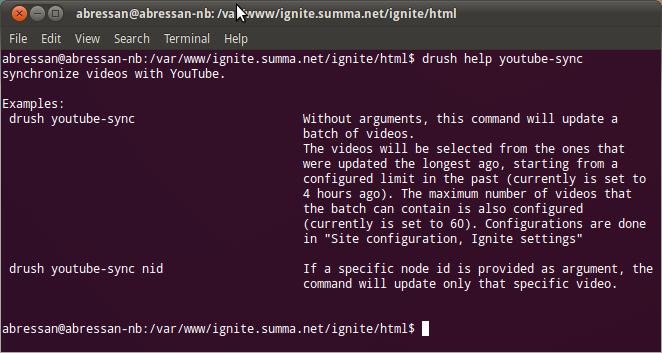 abressan@abressan-nb: /var/www/ignite.summa.net/ignite/html
File Edit View Search Terminal Help
abressan@abressan-nb:/var/www/ignite.summa.net/ignite/html$ drush help youtube-sync
synchronize videos with YouTube.
Examples:
drush youtube-sync Without arguments, this command will update a
batch of videos.
The videos will be selected from the ones that
were updated the longest ago, starting from a
configured limit in the past (currently is set to
4 hours ago). The maximum number of videos that
the batch can contain is also configured
(currently is set to 60). Configurations are done
in "Site configuration, Ignite settings"
drush youtube-sync nid If a specific node id is provided as argument, the
command will update only that specific video.
abressan@abressan-nb:/var/www/ignite.summa.net/ignite/html$